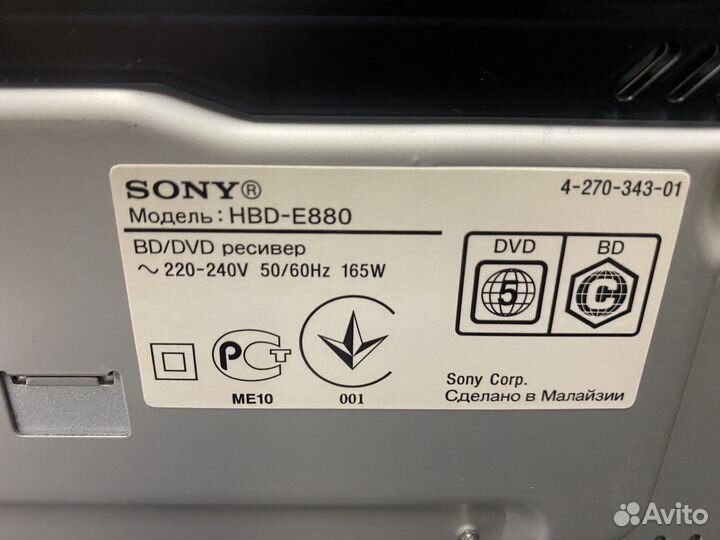 SONY®
4-270-343-01
Модель: HBD-E880
BD/DVD ресивер
~ 220-240V 50/60Hz 165W
DVD
BD
5
C
РСТ
ME10
001
Sony Corp.
Сделано в Малайзии
Avito